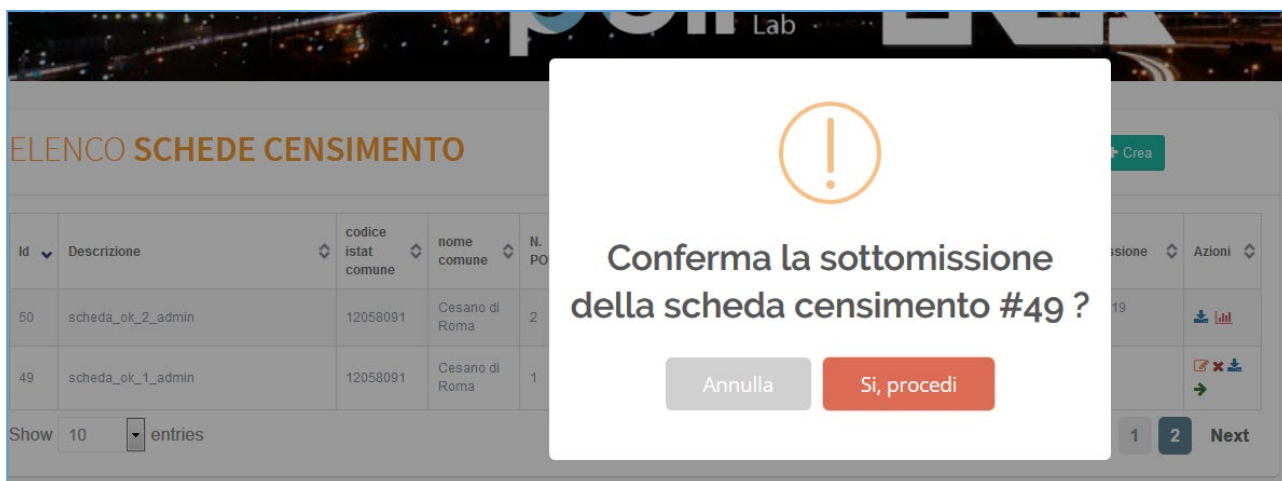 Lab
ELENCO SCHEDE CENSIMENTO
Crea
Conferma la sottomissione
della scheda censimento #49 ?
Annulla
Si, procedi
Id
Descrizione
codice
istat
comune
nome
comune
N.
Azioni
50
scheda_ok_2_admin
12058091
Cesano di
Roma
2
19
49
scheda_ok_1_admin
12058091
Cesano di
Roma
1
Show 10 entries
1 2 Next